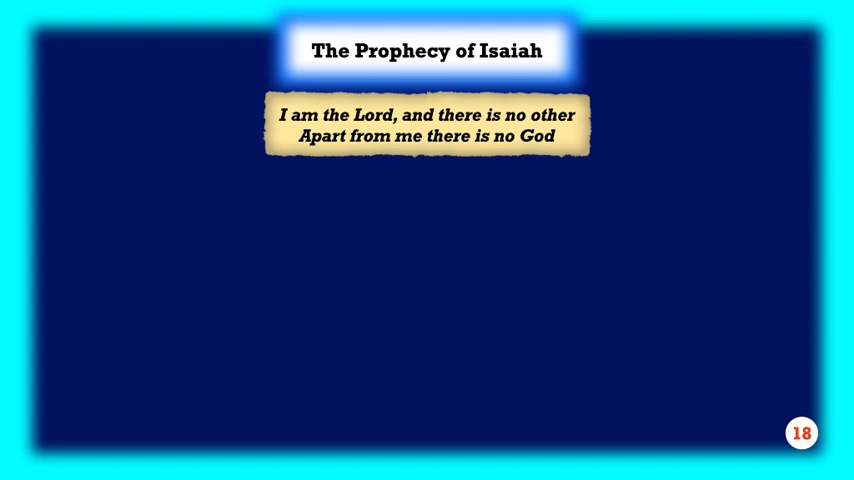 The Prophecy of Isaiah
I am the Lord, and there is no other
Apart from me there is no God
18